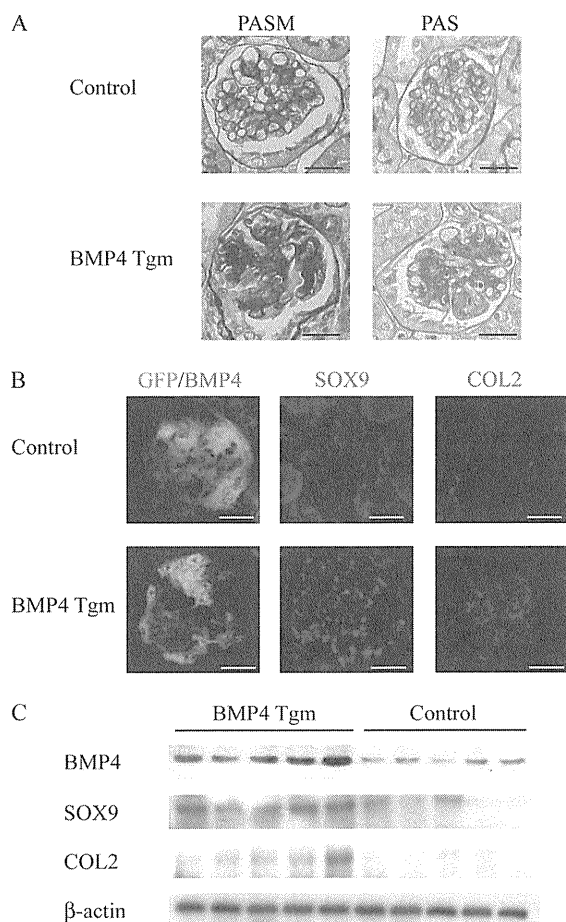 A
PASM PAS
Control
BMP4 Tgm
B
GFP/BMP4 SOX9 COL2
Control
BMP4 Tgm
C
BMP4 Tgm Control
BMP4
SOX9
COL2
β-actin